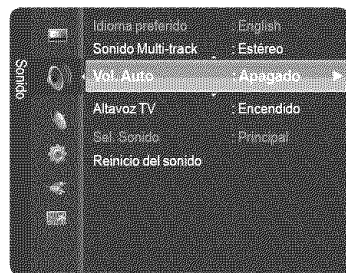 Sonido
Idioma preferido : English
Sonido Multi-track : Estéreo
Vol. Auto : Apagado
Altavoz TV : Encendido
Sel. Sonido : Principal
Reinicio del sonido